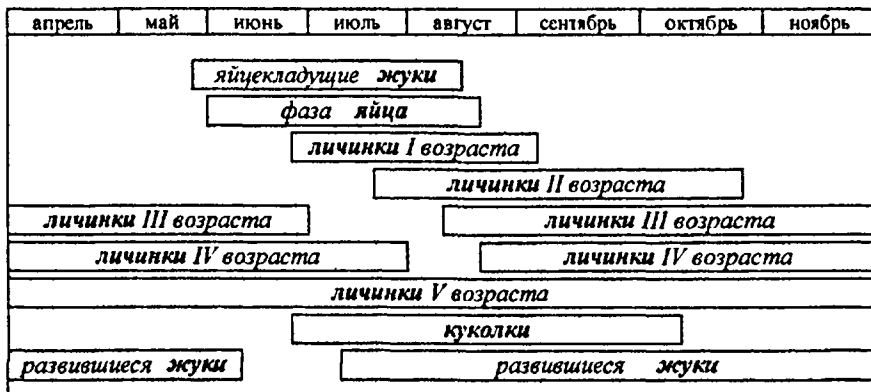 апрель май июнь июль август сентябрь октябрь ноябрь
яйцекладущие жуки
фаза яйца
личинки I возраста
личинки II возраста
личинки III возраста личинки III возраста
личинки IV возраста личинки IV возраста
личинки V возраста
куколки
развившиеся жуки развившиеся жуки